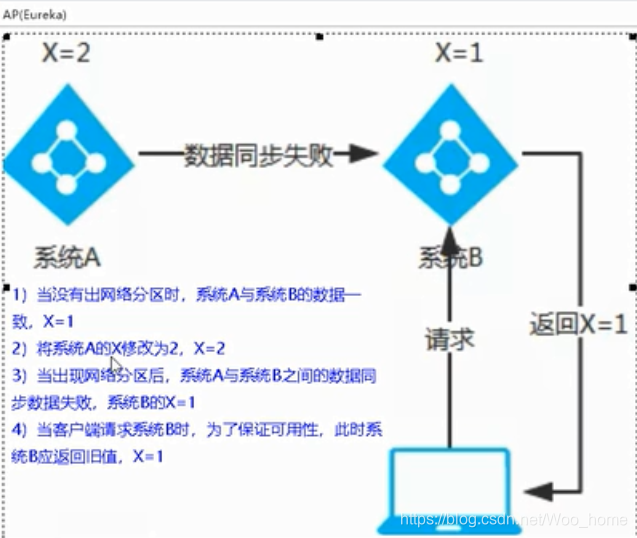 AP(Eureka)
X=2
X=1
数据同步失败
系统A
系统B
1）当没有出网络分区时，系统A与系统B的数据一
致，X=1
2）将系统A的X修改为2，X=2
3）当出现网络分区后，系统A与系统B之间的数据同
步数据失败，系统B的X=1
4）当客户端请求系统B时，为了保证可用性，此时系
统B应返回旧值，X=1
请求
返回X=1
https://blog.csdn.net/Woo_home